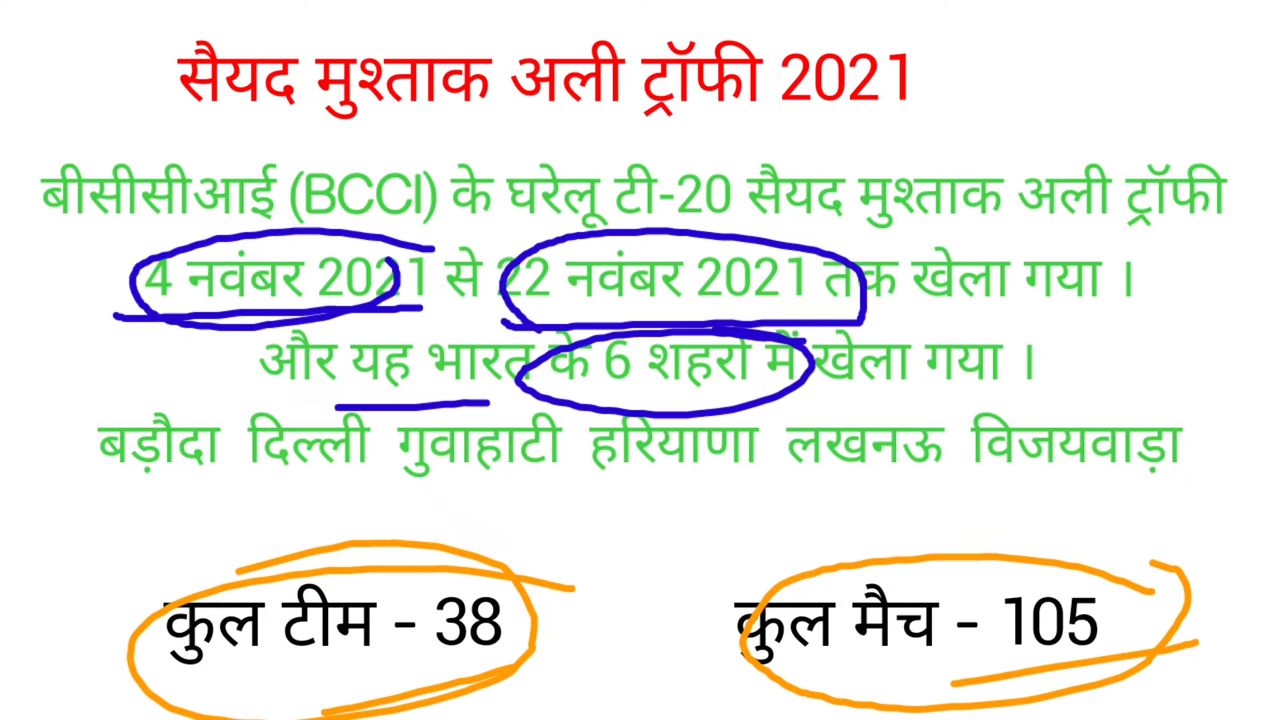 सैयद मुश्ताक अली ट्रॉफी 2021
बीसीसीआई (BCCI) के घरेलू टी-20 सैयद मुश्ताक अली ट्रॉफी
4 नवंबर 2021 से 22 नवंबर 2021 तक खेला गया ।
और यह भारत के 6 शहरों में खेला गया ।
बड़ौदा दिल्ली गुवाहाटी हरियाणा लखनऊ विजयवाड़ा
कुल टीम - 38 कुल मैच - 105